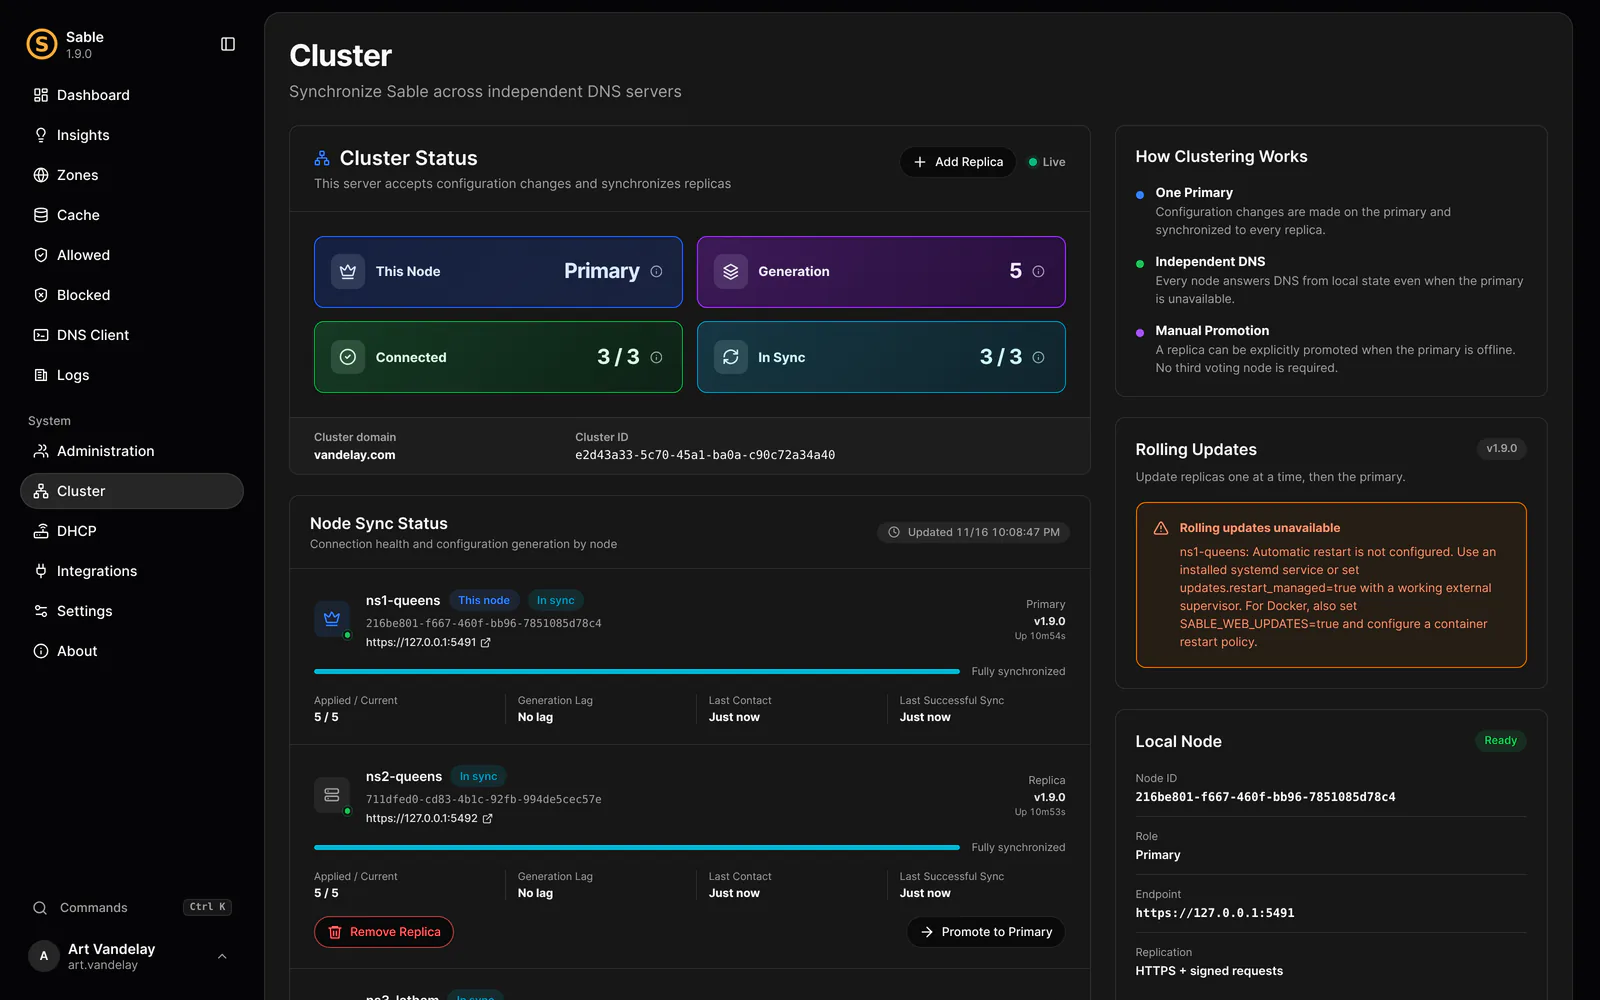 S
Sable
1.9.0
Dashboard
Insights
Zones
Cache
Allowed
Blocked
DNS Client
Logs
System
Administration
Cluster
DHCP
Integrations
Settings
About
Commands
Ctrl K
A
Art Vandelay
art.vandelay
Cluster
Synchronize Sable across independent DNS servers
Cluster Status
This server accepts configuration changes and synchronizes replicas
Add Replica
Live
This Node
Primary
Generation
5
Connected
3 / 3
In Sync
3 / 3
Cluster domain
vandelay.com
Cluster ID
e2d43a33-5c70-45a1-ba0a-c90c72a34a40
Node Sync Status
Connection health and configuration generation by node
Updated 11/16 10:08:47 PM
ns1-queens
This node
In sync
216be801-f667-460f-bb96-7851085d78c4
https://127.0.0.1:5491
Primary
v1.9.0
Up 10m54s
Fully synchronized
Applied / Current
5 / 5
Generation Lag
No lag
Last Contact
Just now
Last Successful Sync
Just now
ns2-queens
In sync
711dfed0-cd83-4b1c-92fb-994de5cec57e
https://127.0.0.1:5492
Replica
v1.9.0
Up 10m53s
Fully synchronized
Applied / Current
5 / 5
Generation Lag
No lag
Last Contact
Just now
Last Successful Sync
Just now
Remove Replica
Promote to Primary
ns3-latham
In sync
How Clustering Works
One Primary
Configuration changes are made on the primary and
synchronized to every replica.
Independent DNS
Every node answers DNS from local state even when the primary
is unavailable.
Manual Promotion
A replica can be explicitly promoted when the primary is offline.
No third voting node is required.
Rolling Updates
v1.9.0
Update replicas one at a time, then the primary.
Rolling updates unavailable
ns1-queens: Automatic restart is not configured. Use an
installed systemd service or set
updates.restart_managed=true with a working external
supervisor. For Docker, also set
SABLE_WEB_UPDATES=true and configure a container
restart policy.
Local Node
Ready
Node ID
216be801-f667-460f-bb96-7851085d78c4
Role
Primary
Endpoint
https://127.0.0.1:5491
Replication
HTTPS + signed requests